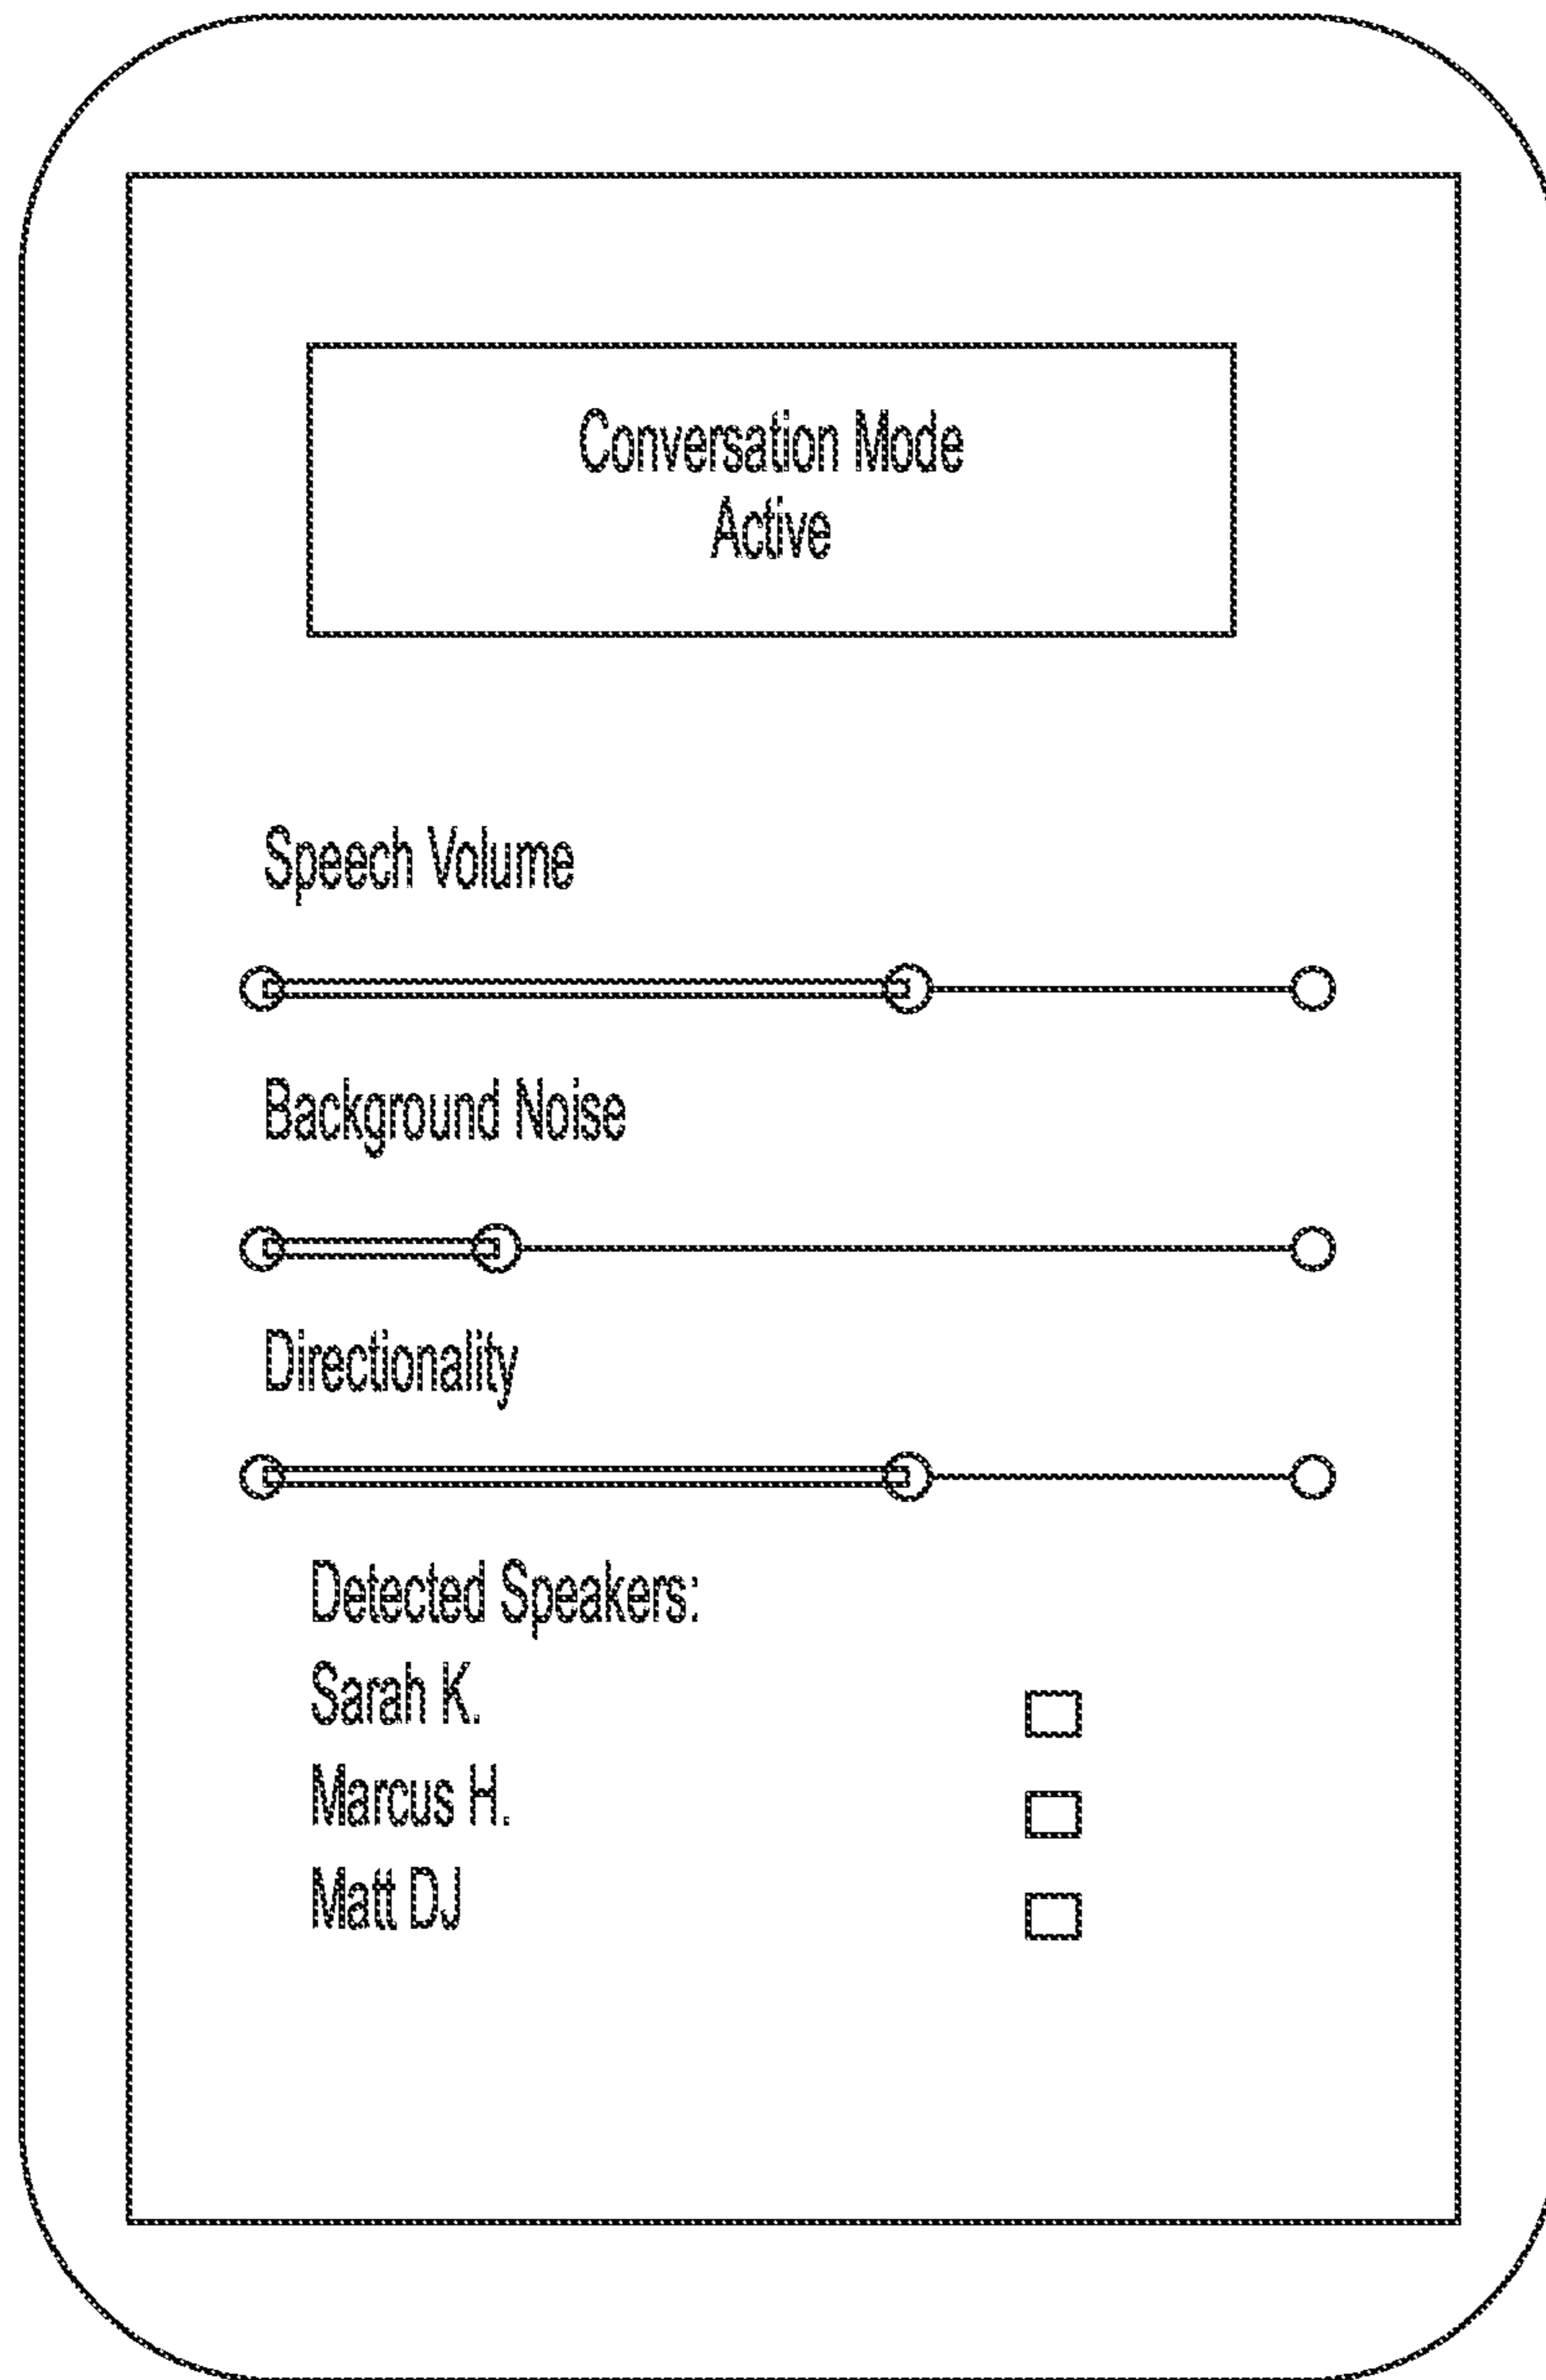 Conversation Mode
Active
Speech Volume
Background Noise
Directionality
Detected Speakers:
Sarah K.
Marcus H.
Matt DJ